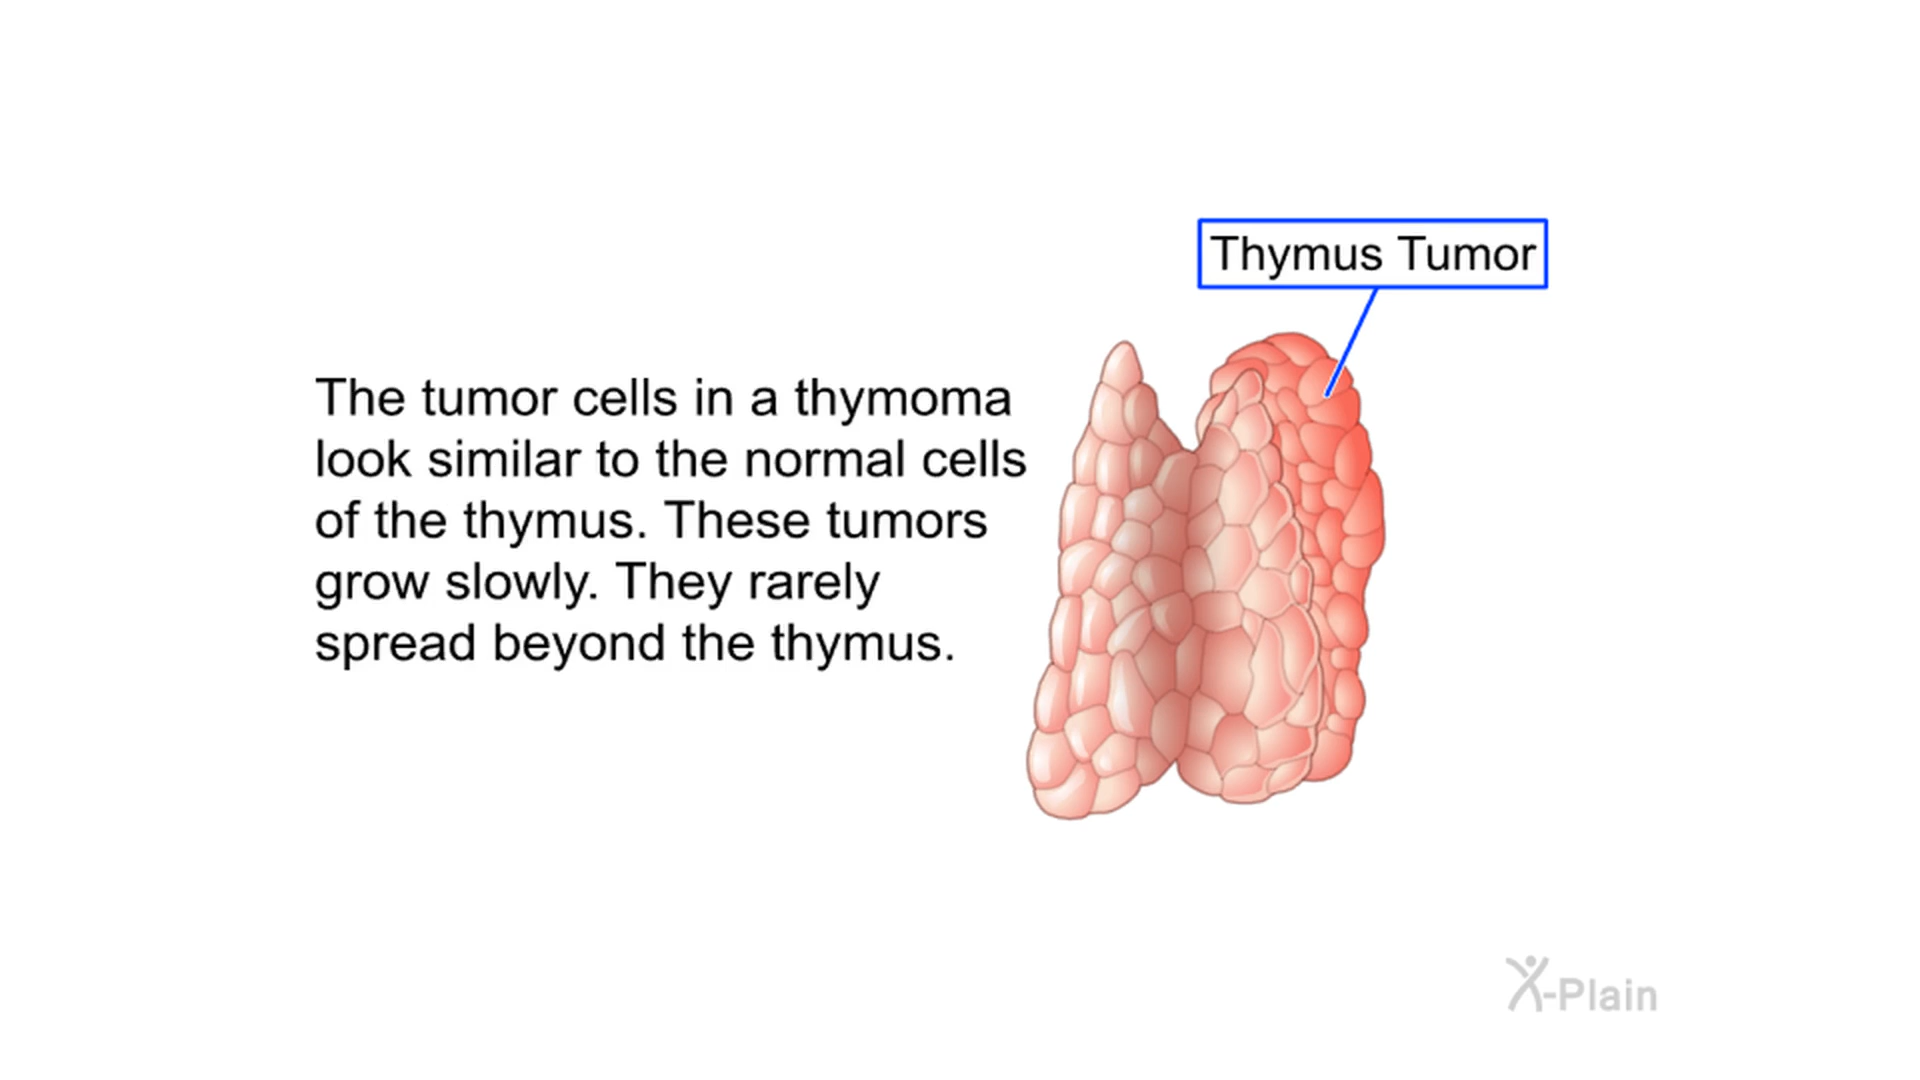 Thymus Tumor
The tumor cells in a thymoma
look similar to the normal cells
of the thymus. These tumors
grow slowly. They rarely
spread beyond the thymus.
X-Plain